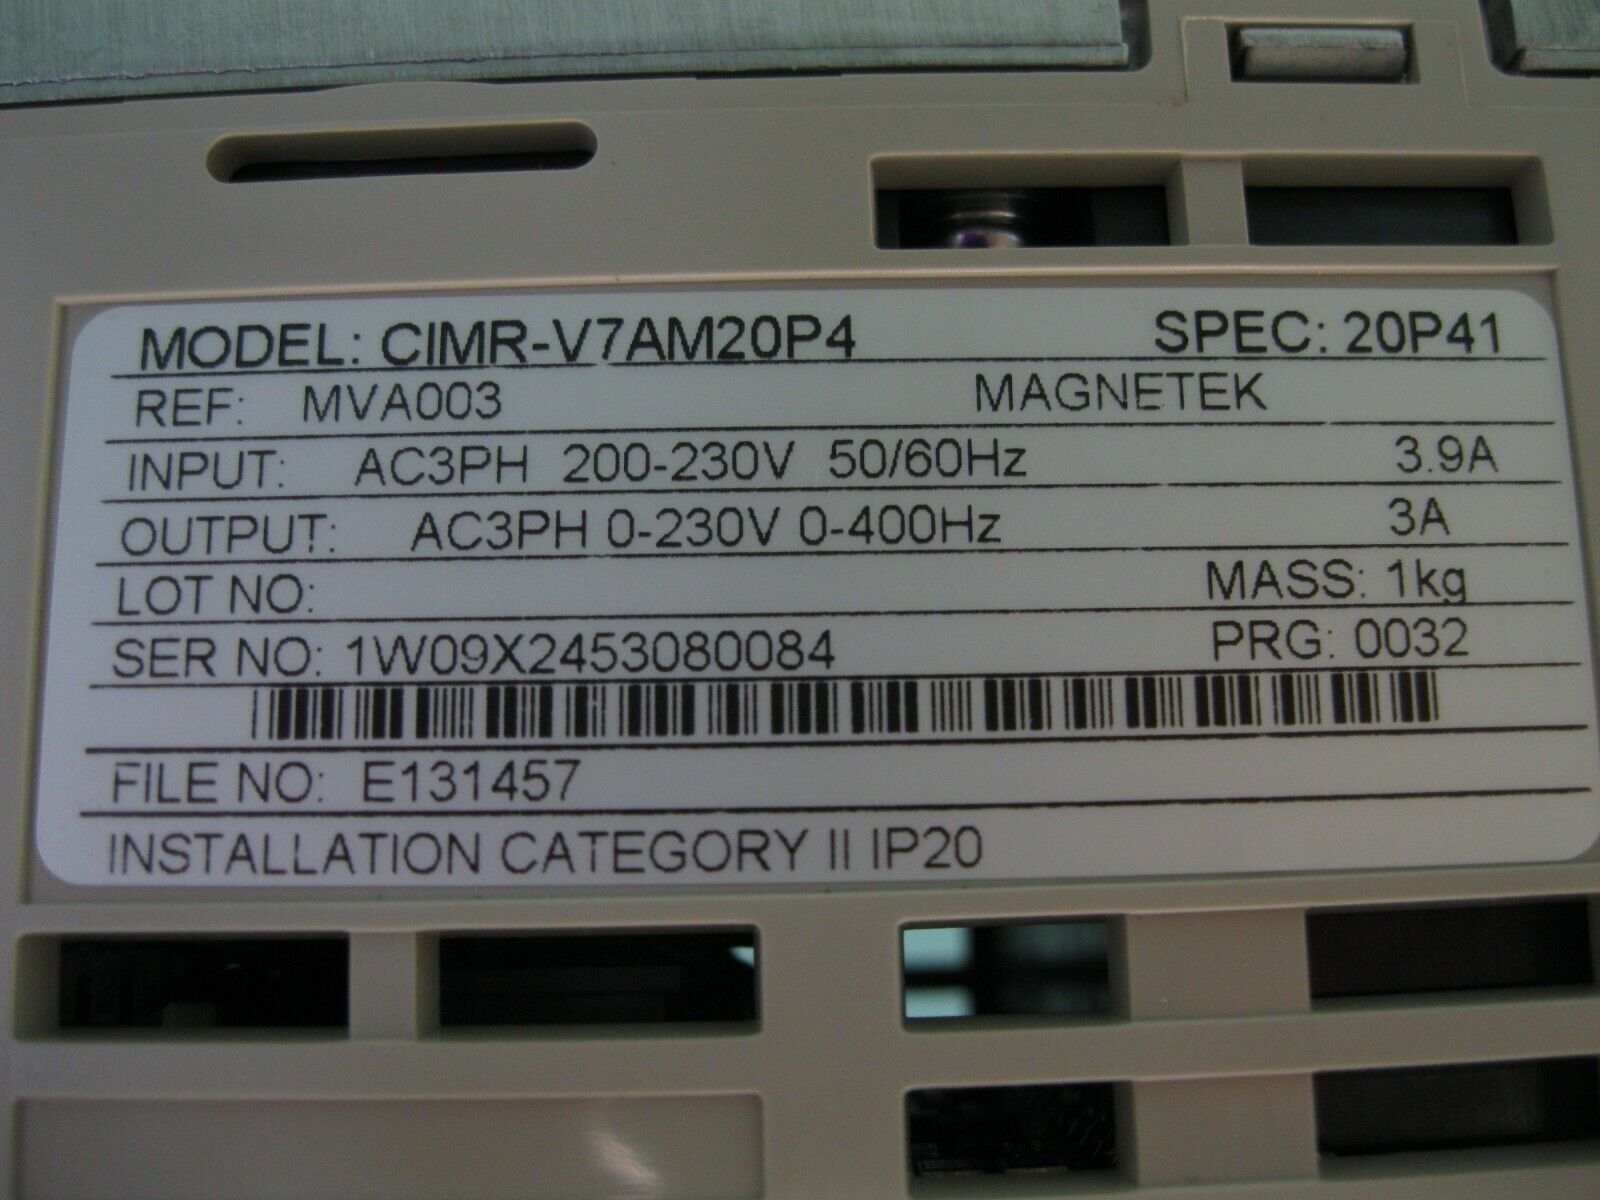 MODEL: CIMR-V7AM20P4 SPEC: 20P41
REF: MVA003 MAGNETEK
INPUT: AC3PH 200-230V 50/60Hz 3.9A
OUTPUT: AC3PH 0-230V 0-400Hz 3A
LOT NO: MASS: 1kg
SER NO: 1W09X2453080084 PRG: 0032
FILE NO: E131457
INSTALLATION CATEGORY II IP20